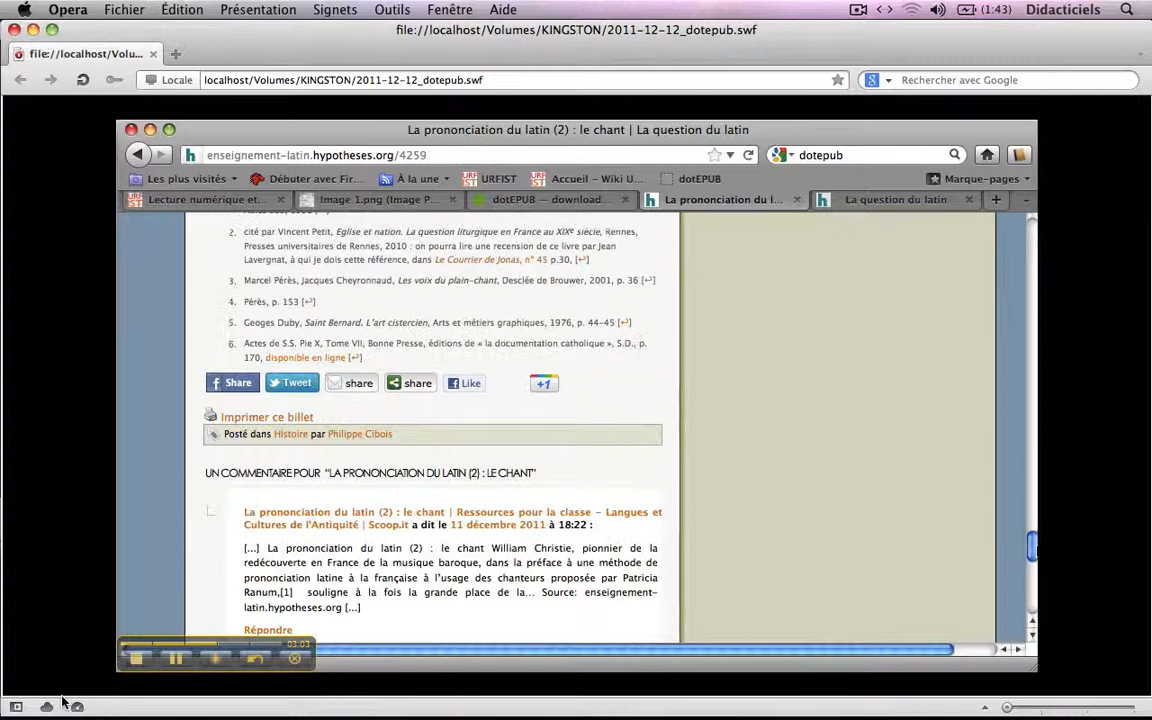 Opera Fichier Édition Présentation Signets Outils Fenêtre Aide (1:43) Didacticiels
file://localhost/Volumes/KINGSTON/2011-12-12_dotepub.swf
file://localhost/Volu...
Locale localhost/Volumes/KINGSTON/2011-12-12_dotepub.swf Rechercher avec Google
La prononciation du latin (2) : le chant | La question du latin
enseignement-latin.hypotheses.org/4259 dotepub
Les plus visités Débuter avec Fir... À la une URFIST Accueil – Wiki U... dotEPUB Marque-pages
Lecture numérique et... Image 1.png (Image P... dotEPUB — download... La prononciation du l... La question du latin
2. cité par Vincent Petit, Eglise et nation. La question liturgique en France au XIXe siècle, Rennes,
Presses universitaires de Rennes, 2010 : on pourra lire une recension de ce livre par Jean
Lavergnat, à qui je dois cette référence, dans Le Courrier de Jonas, n° 45 p.30, [↩]
3. Marcel Pérès, Jacques Cheyronnaud, Les voix du plain-chant, Desclée de Brouwer, 2001, p. 36 [↩]
4. Pérès, p. 153 [↩]
5. Geoges Duby, Saint Bernard. L'art cistercien, Arts et métiers graphiques, 1976, p. 44-45 [↩]
6. Actes de S.S. Pie X, Tome VII, Bonne Presse, éditions de « la documentation catholique », S.D., p.
170, disponible en ligne [↩]
Share Tweet share share Like +1
Imprimer ce billet
Posté dans Histoire par Philippe Cibois
UN COMMENTAIRE POUR “LA PRONONCIATION DU LATIN (2) : LE CHANT”
La prononciation du latin (2) : le chant | Ressources pour la classe – Langues et
Cultures de l'Antiquité | Scoop.it a dit le 11 décembre 2011 à 18:22 :
[...] La prononciation du latin (2) : le chant William Christie, pionnier de la
redécouverte en France de la musique baroque, dans la préface à une méthode de
prononciation latine à la française à l'usage des chanteurs proposée par Patricia
Ranum,[1] souligne à la fois la grande place de la... Source: enseignement-
latin.hypotheses.org [...]
Répondre
03:03